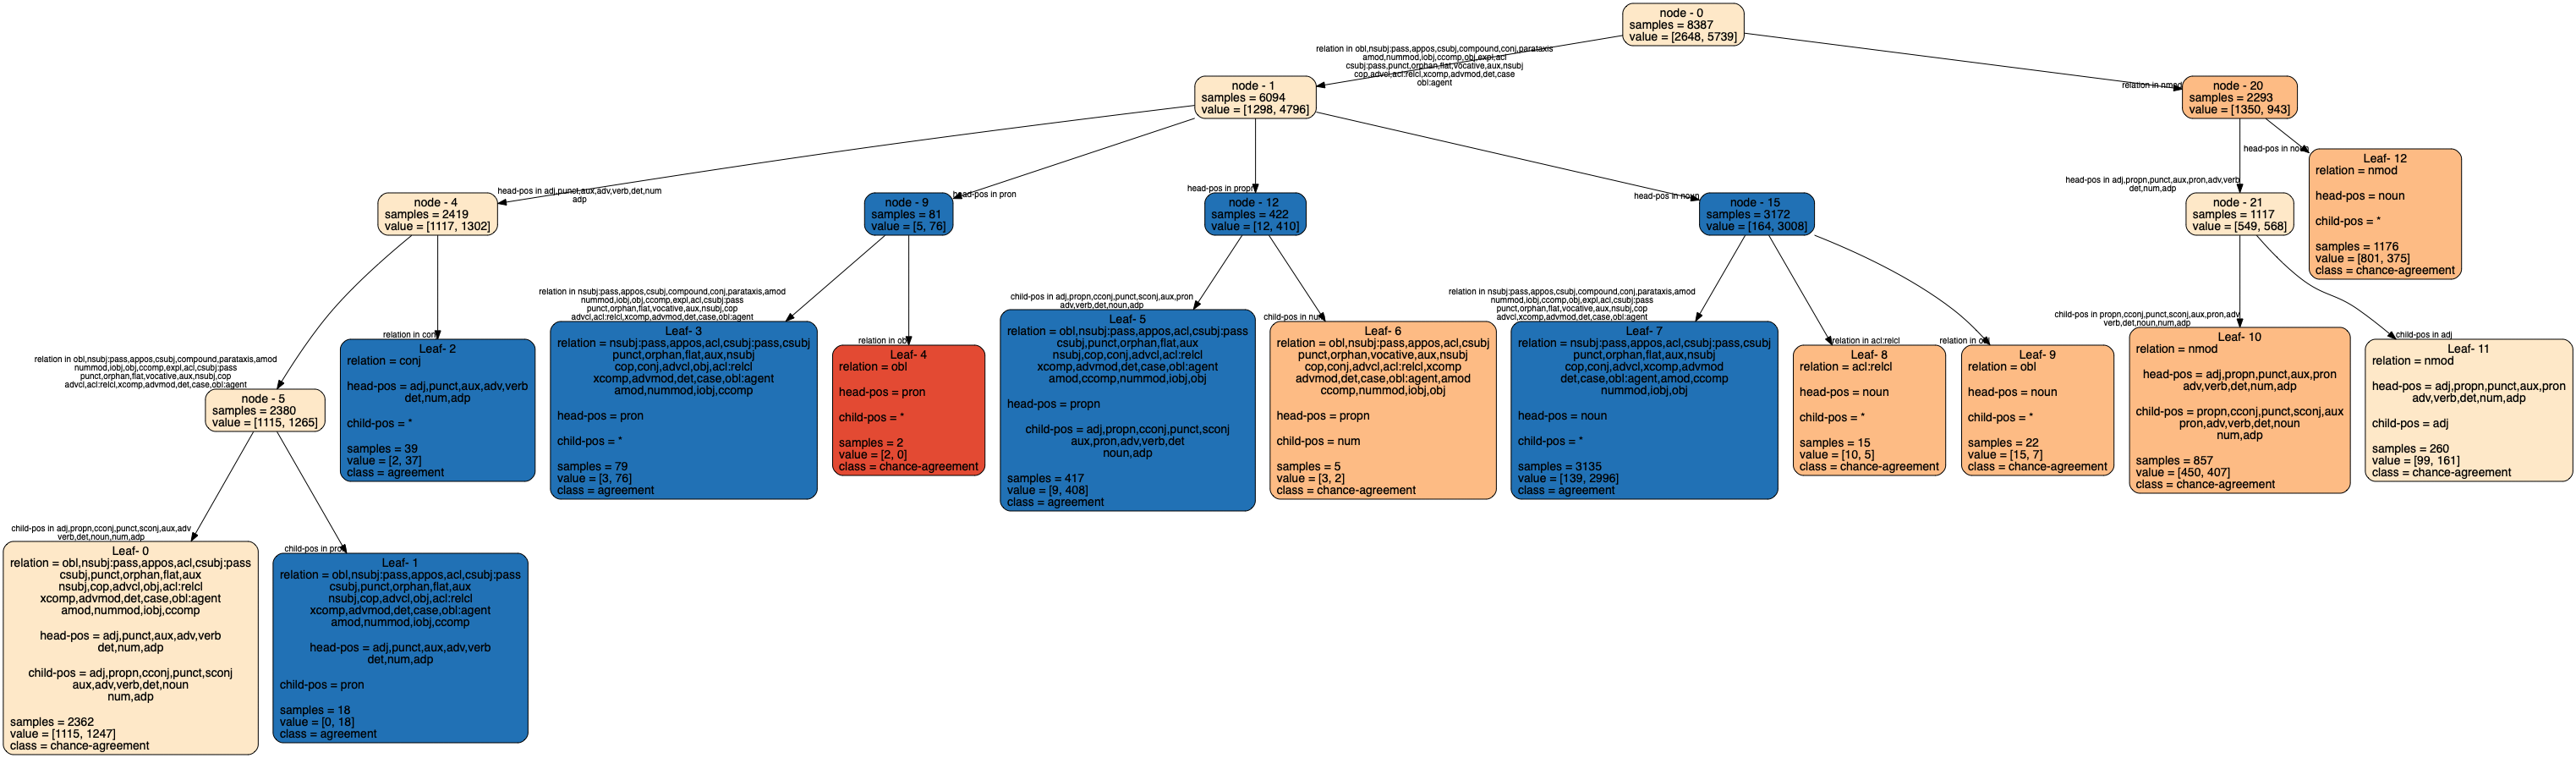 node - 0
samples = 8387
value = [2648, 5739]
relation in obl,nsubj:pass,appos,csubj,compound,conj,parataxis
amod,nummod,iobj,ccomp,obj,expl,acl
csubj:pass,punct,orphan,flat,vocative,aux,nsubj
cop,advcl,acl:relcl,xcomp,advmod,det,case
obl:agent
node - 1
samples = 6094
value = [1298, 4796]
relation in nmod
node - 20
samples = 2293
value = [1350, 943]
head-pos in adj,punct,aux,adv,verb,det,num
adp
node - 4
samples = 2419
value = [1117, 1302]
head-pos in pron
node - 9
samples = 81
value = [5, 76]
head-pos in propn
node - 12
samples = 422
value = [12, 410]
head-pos in noun
node - 15
samples = 3172
value = [164, 3008]
head-pos in adj,propn,punct,aux,pron,adv,verb
det,num,adp
node - 21
samples = 1117
value = [549, 568]
head-pos in noun
Leaf- 12
relation = nmod
head-pos = noun
child-pos = *
samples = 1176
value = [801, 375]
class = chance-agreement
relation in obl,nsubj:pass,appos,csubj,compound,parataxis,amod
nummod,iobj,obj,ccomp,expl,acl,csubj:pass
punct,orphan,flat,vocative,aux,nsubj,cop
advcl,acl:relcl,xcomp,advmod,det,case,obl:agent
node - 5
samples = 2380
value = [1115, 1265]
relation in conj
Leaf- 2
relation = conj
head-pos = adj,punct,aux,adv,verb
det,num,adp
child-pos = *
samples = 39
value = [2, 37]
class = agreement
relation in nsubj:pass,appos,csubj,compound,conj,parataxis,amod
nummod,iobj,obj,ccomp,expl,acl,csubj:pass
punct,orphan,flat,vocative,aux,nsubj,cop
advcl,acl:relcl,xcomp,advmod,det,case,obl:agent
Leaf- 3
relation = nsubj:pass,appos,acl,csubj:pass,csubj
punct,orphan,flat,aux,nsubj
cop,conj,advcl,obj,acl:relcl
xcomp,advmod,det,case,obl:agent
amod,nummod,iobj,ccomp
head-pos = pron
child-pos = *
samples = 79
value = [3, 76]
class = agreement
relation in obl
Leaf- 4
relation = obl
head-pos = pron
child-pos = *
samples = 2
value = [2, 0]
class = chance-agreement
child-pos in adj,propn,cconj,punct,sconj,aux,pron
adv,verb,det,noun,adp
Leaf- 5
relation = obl,nsubj:pass,appos,acl,csubj:pass
csubj,punct,orphan,flat,aux
nsubj,cop,conj,advcl,acl:relcl
xcomp,advmod,det,case,obl:agent
amod,ccomp,nummod,iobj,obj
head-pos = propn
child-pos = adj,propn,cconj,punct,sconj
aux,pron,adv,verb,det
noun,adp
samples = 417
value = [9, 408]
class = agreement
child-pos in num
Leaf- 6
relation = obl,nsubj:pass,appos,acl,csubj
punct,orphan,vocative,aux,nsubj
cop,conj,advcl,acl:relcl,xcomp
advmod,det,case,obl:agent,amod
ccomp,nummod,iobj,obj
head-pos = propn
child-pos = num
samples = 5
value = [3, 2]
class = chance-agreement
relation in nsubj:pass,appos,csubj,compound,conj,parataxis,amod
nummod,iobj,ccomp,obj,expl,acl,csubj:pass
punct,orphan,flat,vocative,aux,nsubj,cop
advcl,xcomp,advmod,det,case,obl:agent
Leaf- 7
relation = nsubj:pass,appos,acl,csubj:pass,csubj
punct,orphan,flat,aux,nsubj
cop,conj,advcl,xcomp,advmod
det,case,obl:agent,amod,ccomp
nummod,iobj,obj
head-pos = noun
child-pos = *
samples = 3135
value = [139, 2996]
class = agreement
relation in acl:relcl
Leaf- 8
relation = acl:relcl
head-pos = noun
child-pos = *
samples = 15
value = [10, 5]
class = chance-agreement
relation in obl
Leaf- 9
relation = obl
head-pos = noun
child-pos = *
samples = 22
value = [15, 7]
class = chance-agreement
child-pos in propn,cconj,punct,sconj,aux,pron,adv
verb,det,noun,num,adp
Leaf- 10
relation = nmod
head-pos = adj,propn,punct,aux,pron
adv,verb,det,num,adp
child-pos = propn,cconj,punct,sconj,aux
pron,adv,verb,det,noun
num,adp
samples = 857
value = [450, 407]
class = chance-agreement
child-pos in adj
Leaf- 11
relation = nmod
head-pos = adj,propn,punct,aux,pron
adv,verb,det,num,adp
child-pos = adj
samples = 260
value = [99, 161]
class = chance-agreement
child-pos in adj,propn,cconj,punct,sconj,aux,adv
verb,det,noun,num,adp
Leaf- 0
relation = obl,nsubj:pass,appos,acl,csubj:pass
csubj,punct,orphan,flat,aux
nsubj,cop,advcl,obj,acl:relcl
xcomp,advmod,det,case,obl:agent
amod,nummod,iobj,ccomp
head-pos = adj,punct,aux,adv,verb
det,num,adp
child-pos = adj,propn,cconj,punct,sconj
aux,adv,verb,det,noun
num,adp
samples = 2362
value = [1115, 1247]
class = chance-agreement
child-pos in pron
Leaf- 1
relation = obl,nsubj:pass,appos,acl,csubj:pass
csubj,punct,orphan,flat,aux
nsubj,cop,advcl,obj,acl:relcl
xcomp,advmod,det,case,obl:agent
amod,nummod,iobj,ccomp
head-pos = adj,punct,aux,adv,verb
det,num,adp
child-pos = pron
samples = 18
value = [0, 18]
class = agreement